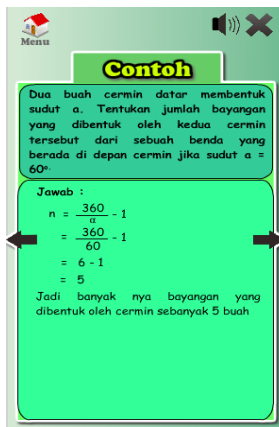 Menu
Contoh
Dua buah cermin datar membentuk
sudut a. Tentukan jumlah bayangan
yang dibentuk oleh kedua cermin
tersebut dari sebuah benda yang
berada di depan cermin jika sudut a =
60°.
Jawab :
n = 360/α - 1
= 360/60 - 1
= 6 - 1
= 5
Jadi banyak nya bayangan yang
dibentuk oleh cermin sebanyak 5 buah